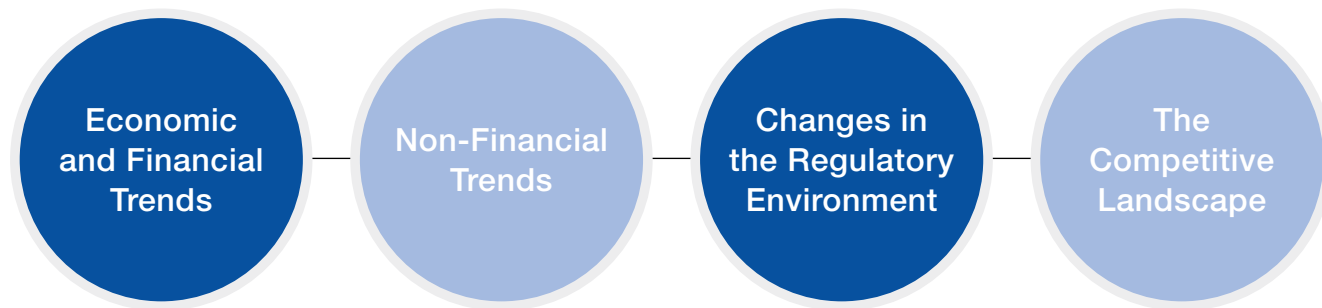 Economic
and Financial
Trends
Non-Financial
Trends
Changes in
the Regulatory
Environment
The
Competitive
Landscape